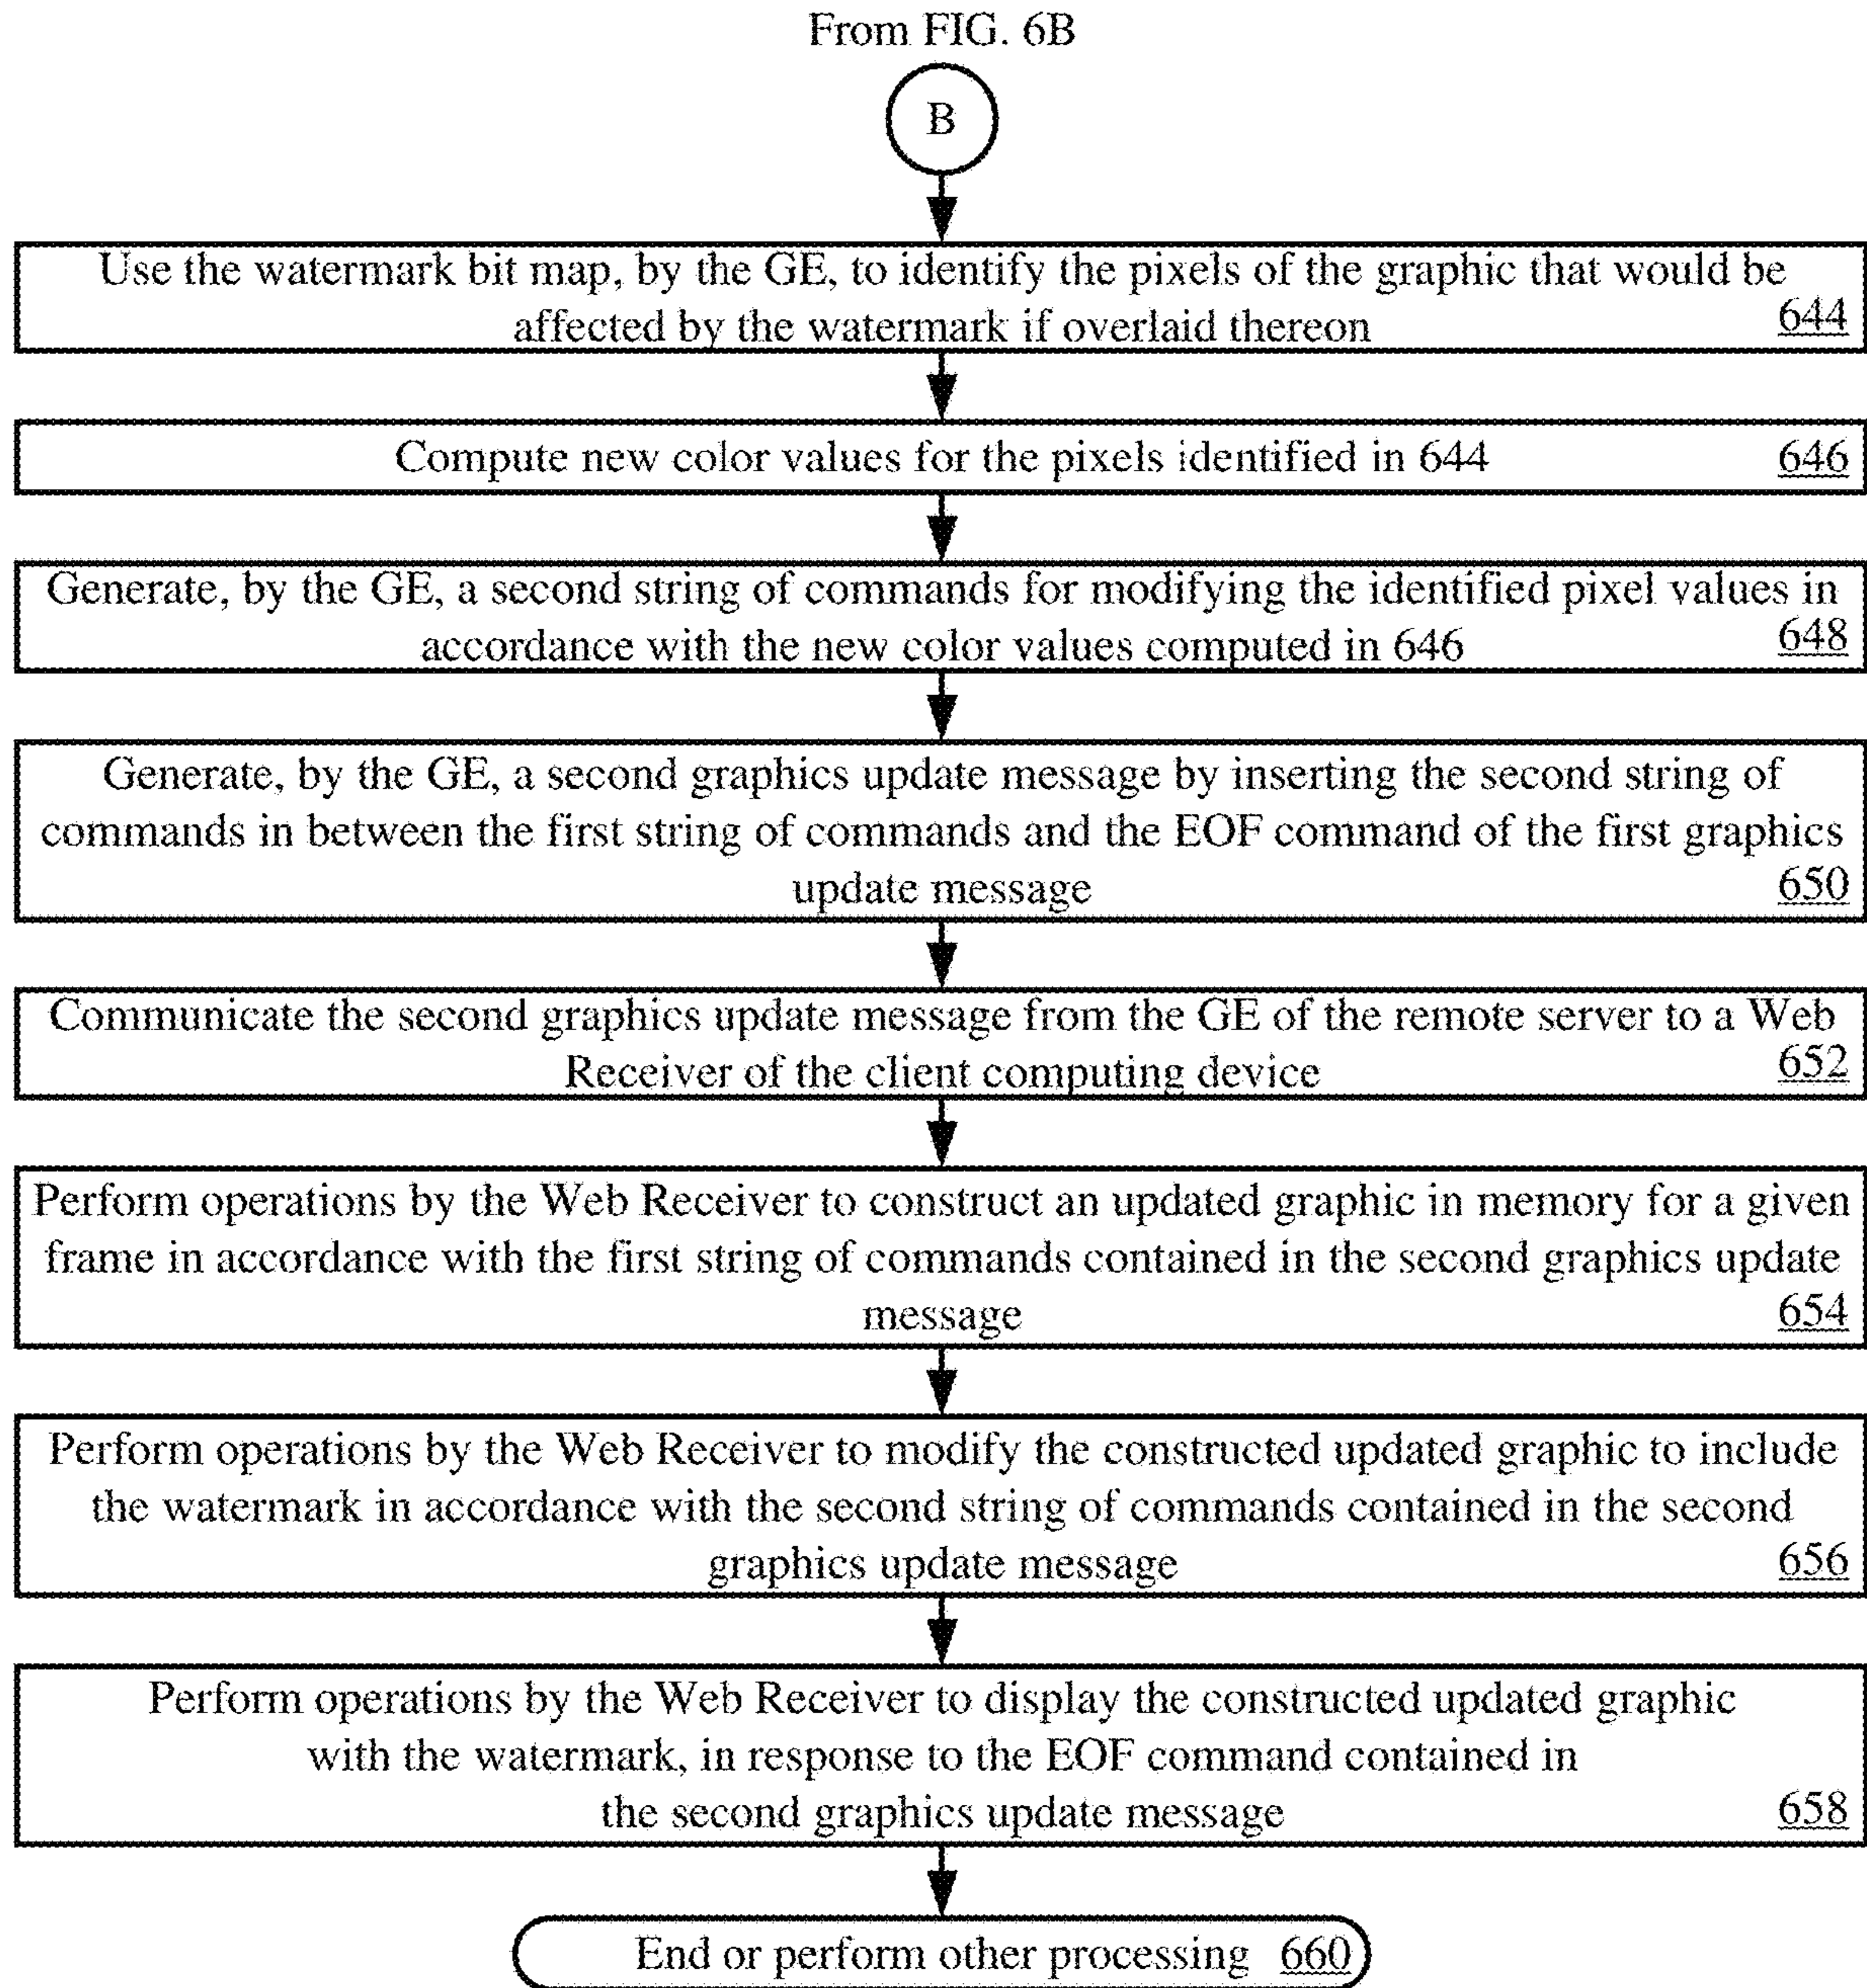 From FIG. 6B
B
Use the watermark bit map, by the GE, to identify the pixels of the graphic that would be
affected by the watermark if overlaid thereon 644
Compute new color values for the pixels identified in 644 646
Generate, by the GE, a second string of commands for modifying the identified pixel values in
accordance with the new color values computed in 646 648
Generate, by the GE, a second graphics update message by inserting the second string of
commands in between the first string of commands and the EOF command of the first graphics
update message 650
Communicate the second graphics update message from the GE of the remote server to a Web
Receiver of the client computing device 652
Perform operations by the Web Receiver to construct an updated graphic in memory for a given
frame in accordance with the first string of commands contained in the second graphics update
message 654
Perform operations by the Web Receiver to modify the constructed updated graphic to include
the watermark in accordance with the second string of commands contained in the second
graphics update message 656
Perform operations by the Web Receiver to display the constructed updated graphic
with the watermark, in response to the EOF command contained in
the second graphics update message 658
End or perform other processing 660